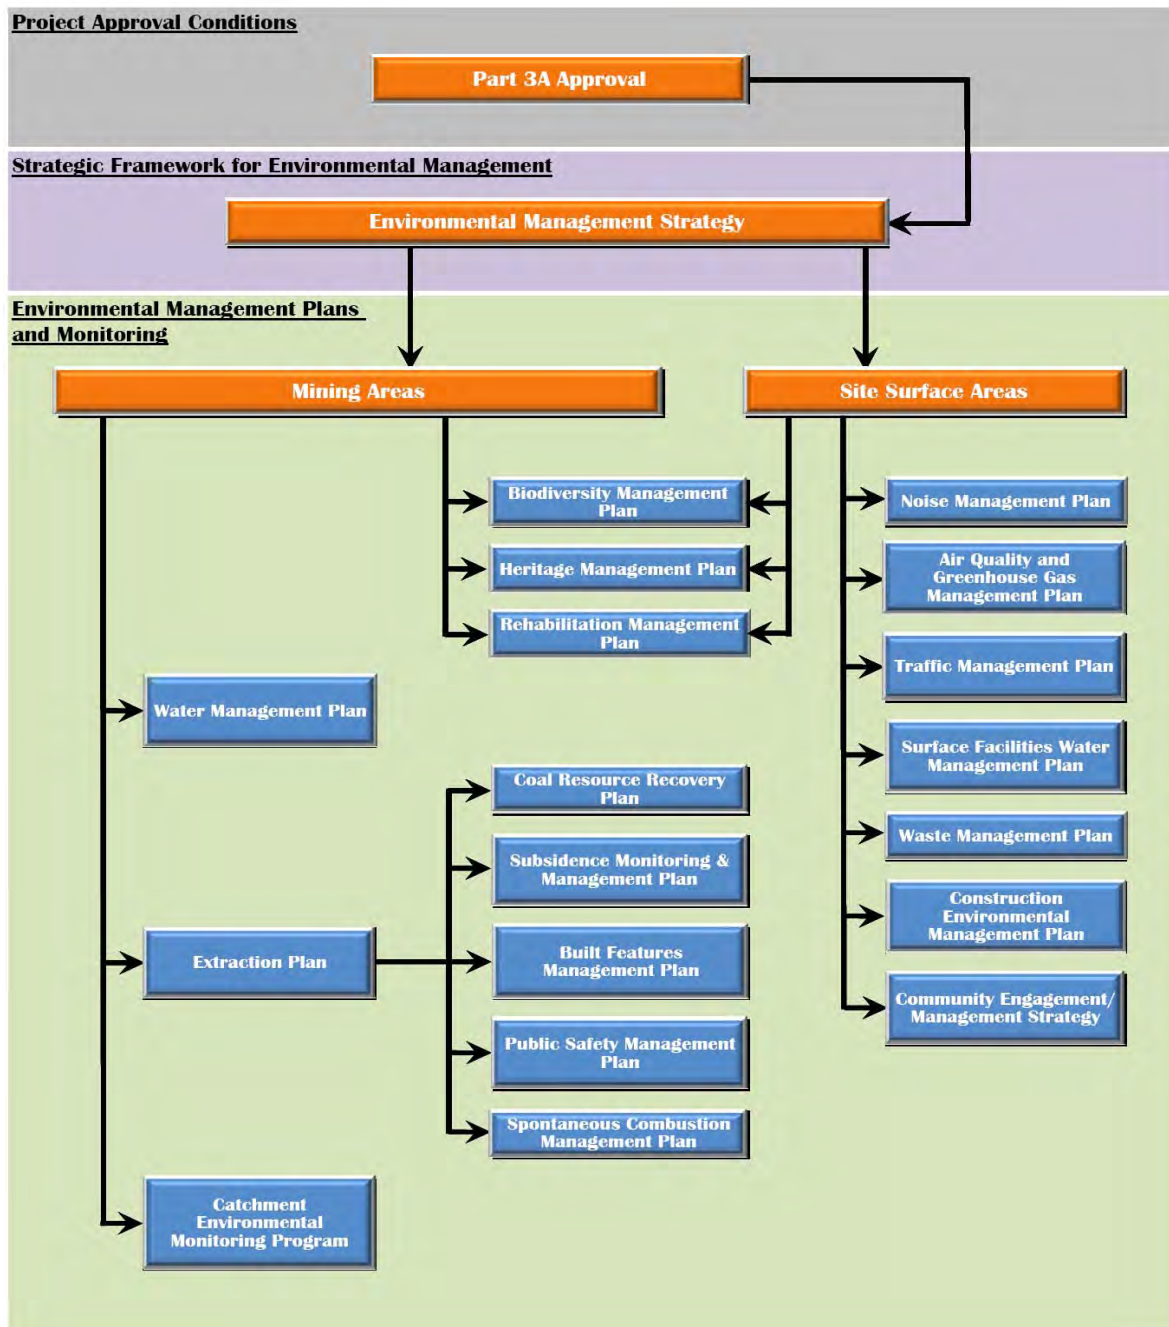 Project Approval Conditions
Part 3A Approval
Strategic Framework for Environmental Management
Environmental Management Strategy
Environmental Management Plans
and Monitoring
Mining Areas
Site Surface Areas
Biodiversity Management
Plan
Heritage Management Plan
Rehabilitation Management
Plan
Water Management Plan
Extraction Plan
Catchment
Environmental
Monitoring Program
Coal Resource Recovery
Plan
Subsidence Monitoring &
Management Plan
Built Features
Management Plan
Public Safety Management
Plan
Spontaneous Combustion
Management Plan
Noise Management Plan
Air Quality and
Greenhouse Gas
Management Plan
Traffic Management Plan
Surface Facilities Water
Management Plan
Waste Management Plan
Construction
Environmental
Management Plan
Community Engagement/
Management Strategy